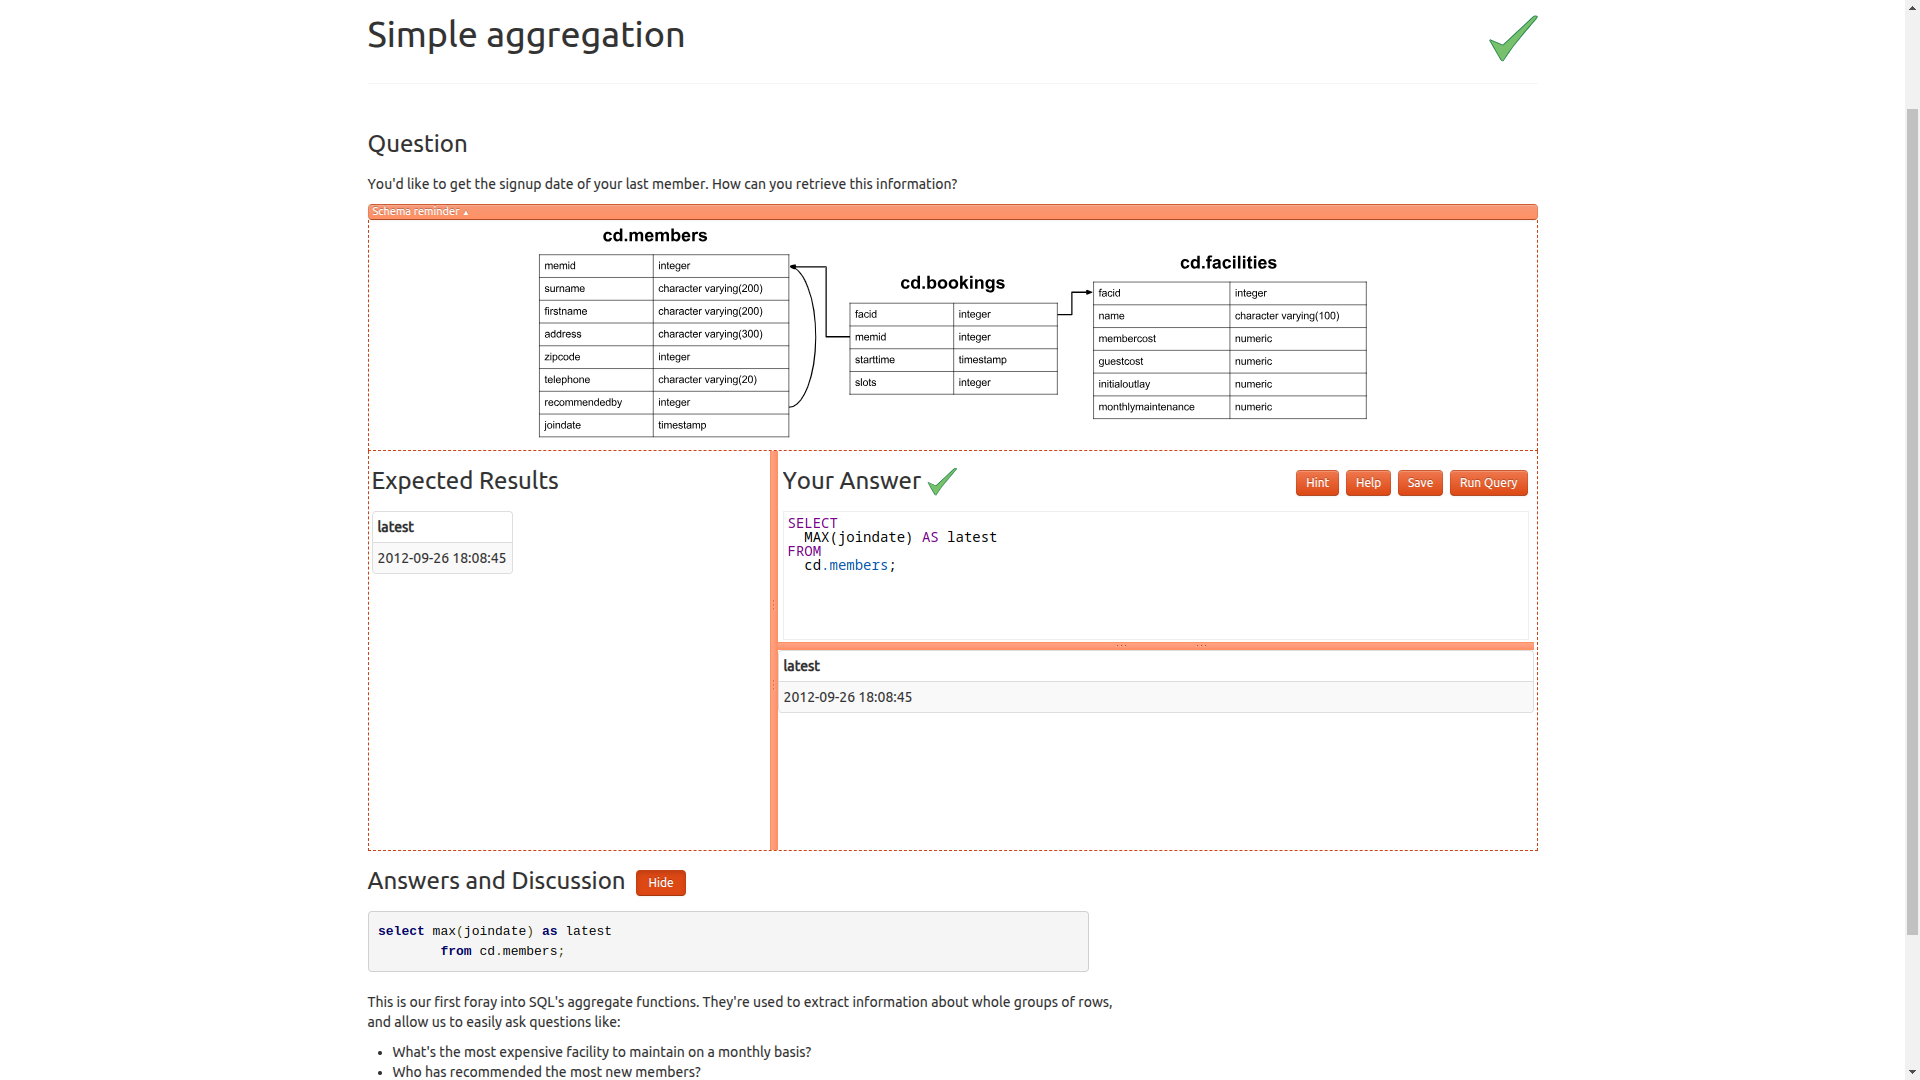 Simple aggregation
Question
You'd like to get the signup date of your last member. How can you retrieve this information?
Schema reminder ▴
cd.members
memid integer
surname character varying(200)
firstname character varying(200)
address character varying(300)
zipcode integer
telephone character varying(20)
recommendedby integer
joindate timestamp
cd.bookings
facid integer
memid integer
starttime timestamp
slots integer
cd.facilities
facid integer
name character varying(100)
membercost numeric
guestcost numeric
initialoutlay numeric
monthlymaintenance numeric
Expected Results
latest
2012-09-26 18:08:45
Your Answer
Hint Help Save Run Query
SELECT
MAX(joindate) AS latest
FROM
cd.members;
latest
2012-09-26 18:08:45
Answers and Discussion Hide
select max(joindate) as latest
from cd.members;
This is our first foray into SQL's aggregate functions. They're used to extract information about whole groups of rows,
and allow us to easily ask questions like:
• What's the most expensive facility to maintain on a monthly basis?
• Who has recommended the most new members?